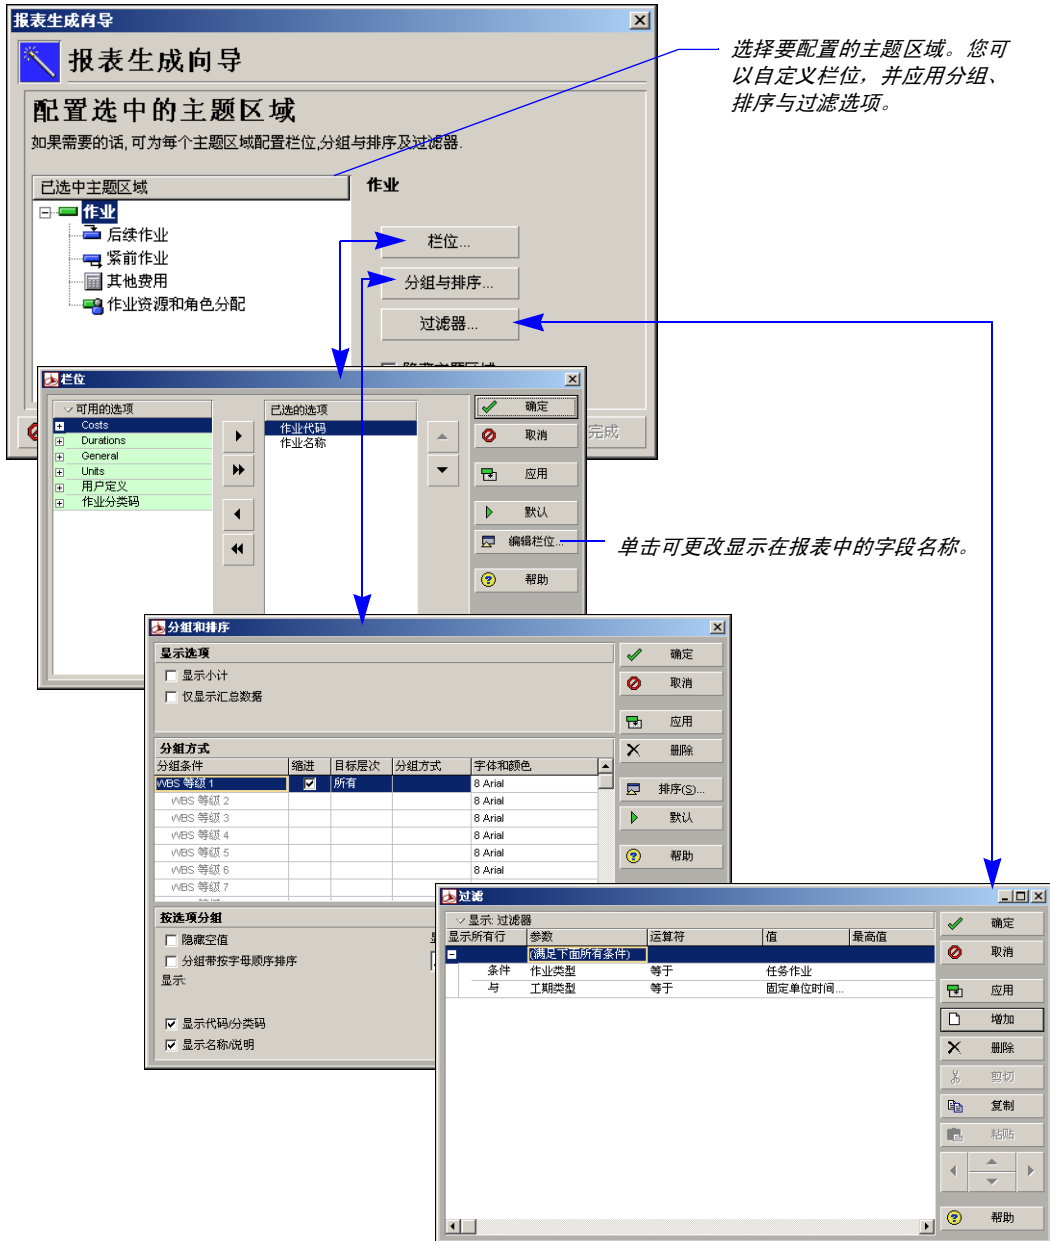 报表生成向导
报表生成向导
选择要配置的主题区域。您可
以自定义栏位，并应用分组、
排序与过滤选项。
配置选中的主题区域
如果需要的话,可为每个主题区域配置栏位,分组与排序及过滤器.
已选中主题区域
作业
作业
后续作业
紧前作业
其他费用
作业资源和角色分配
栏位...
分组与排序...
过滤器...
完成
栏位
可用的选项
Costs
Durations
General
Units
用户定义
作业分类码
已选的选项
作业代码
作业名称
确定
取消
应用
默认
编辑栏位...
帮助
单击可更改显示在报表中的字段名称。
分组和排序
显示选项
显示小计
仅显示汇总数据
分组方式
分组条件 缩进 目标层次 分组方式 字体和颜色
WBS 等级 1 所有 8 Arial
WBS 等级 2 8 Arial
WBS 等级 3 8 Arial
WBS 等级 4 8 Arial
WBS 等级 5 8 Arial
WBS 等级 6 8 Arial
WBS 等级 7
按选项分组
隐藏空值
分组带按字母顺序排序
显示:
显示代码/分类码
显示名称/说明
确定
取消
应用
删除
排序(S)...
默认
帮助
过滤
显示: 过滤器
显示所有行 参数 运算符 值 最高值
(满足下面所有条件)
条件 作业类型 等于 任务作业
与 工期类型 等于 固定单位时间...
确定
取消
应用
增加
删除
剪切
复制
粘贴
帮助